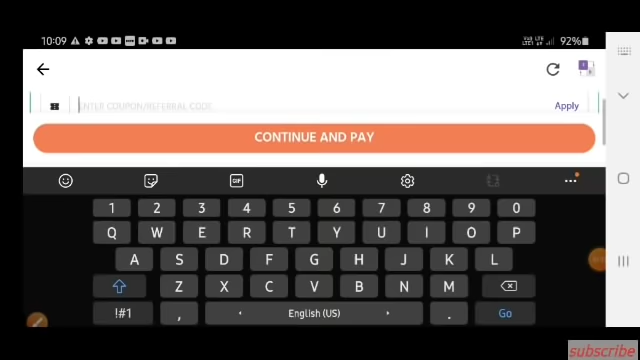 10:09
92%
ENTER COUPON/REFERRAL CODE
Apply
CONTINUE AND PAY
GIF
1 2 3 4 5 6 7 8 9 0
Q W E R T Y U I O P
A S D F G H J K L
Z X C V B N M
!#1 , English (US) . Go
subscribe